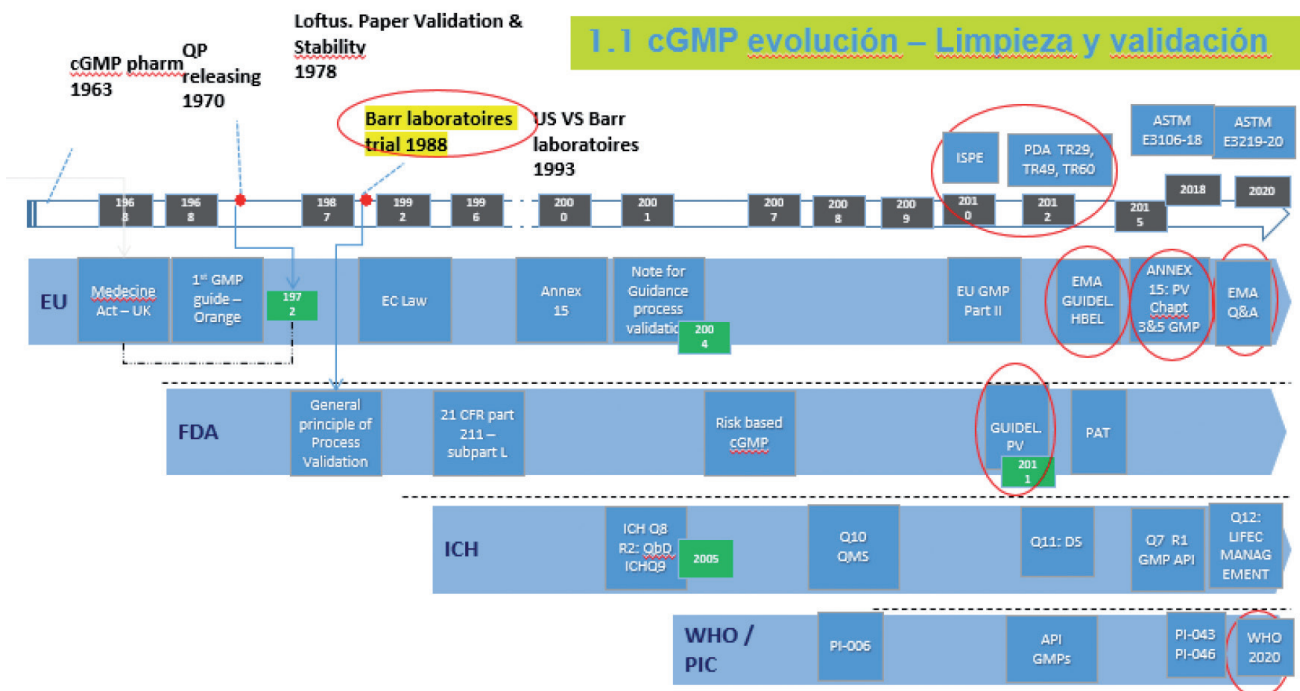 1.1 cGMP evolución – Limpieza y validación
cGMP pharm
1963
QP
releasing
1970
Loftus. Paper Validation &
Stability
1978
Barr laboratoires
trial 1988
US VS Barr
laboratoires
1993
ISPE
PDA TR29,
TR49, TR60
ASTM
E3106-18
ASTM
E3219-20
196
8
196
8
198
7
199
2
199
6
200
0
200
1
200
7
200
8
200
9
201
0
201
2
201
5
2018
2020
EU
Medecine
Act – UK
1st GMP
guide –
Orange
197
2
EC Law
Annex
15
Note for
Guidance
process
validation
200
4
EU GMP
Part II
EMA
GUIDEL.
HBEL
ANNEX
15: PV
Chapt
3&5 GMP
EMA
Q&A
FDA
General
principle of
Process
Validation
21 CFR part
211 –
subpart L
Risk based
cGMP
GUIDEL.
PV
201
1
PAT
ICH
ICH Q8
R2: QbD,
ICHQ9
2005
Q10
QMS
Q11: DS
Q7 R1
GMP API
Q12:
LIFEC
MANAG
EMENT
WHO /
PIC
PI-006
API
GMPs
PI-043
PI-046
WHO
2020